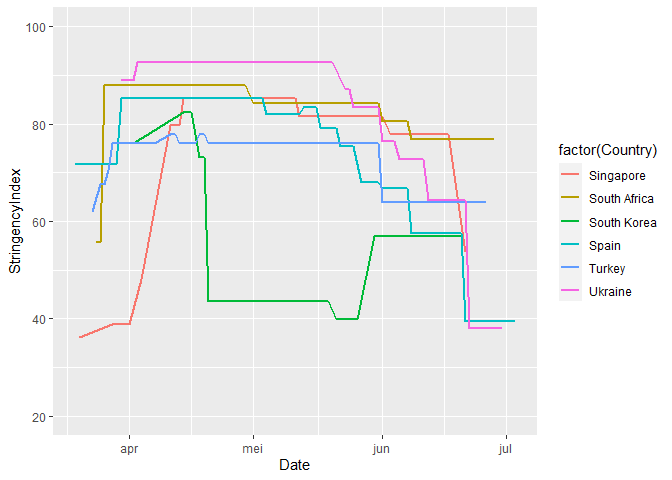 100
80
60
40
20
StringencyIndex
apr
mei
jun
jul
Date
factor(Country)
Singapore
South Africa
South Korea
Spain
Turkey
Ukraine